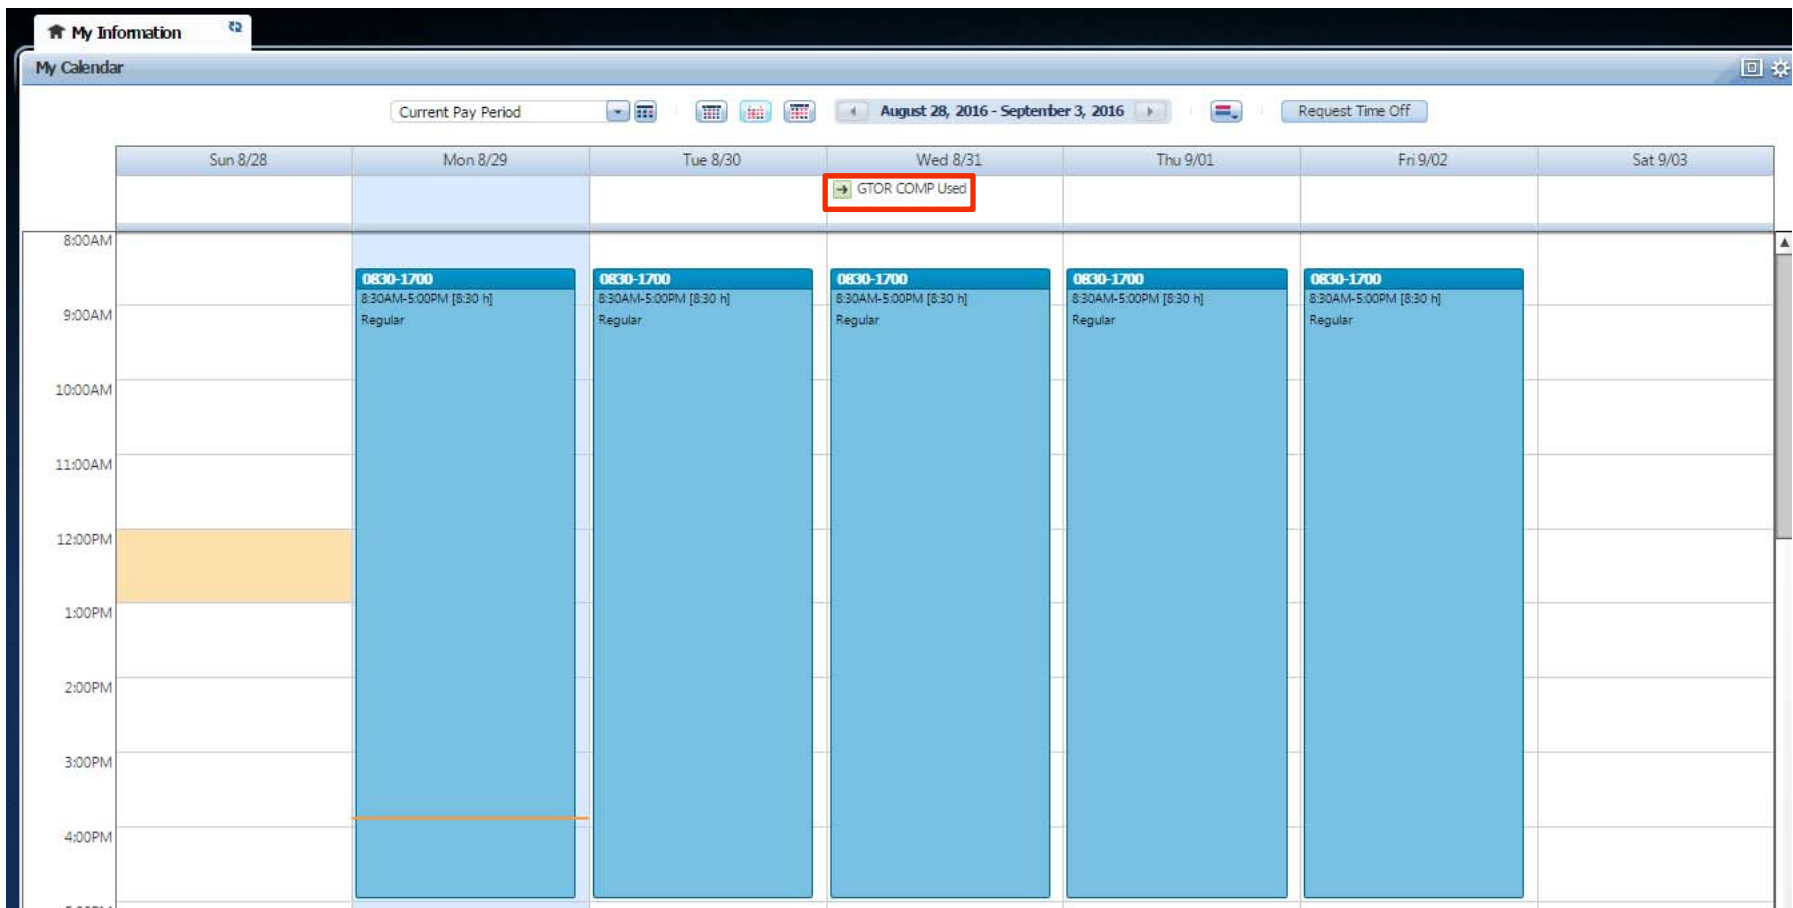 My Information
My Calendar
Current Pay Period
August 28, 2016 - September 3, 2016
Request Time Off
Sun 8/28 Mon 8/29 Tue 8/30 Wed 8/31 Thu 9/01 Fri 9/02 Sat 9/03
GTOR COMP Used
8:00AM
0830-1700 0830-1700 0830-1700 0830-1700 0830-1700
8:30AM-5:00PM [8:30 h] 8:30AM-5:00PM [8:30 h] 8:30AM-5:00PM [8:30 h] 8:30AM-5:00PM [8:30 h] 8:30AM-5:00PM [8:30 h]
9:00AM
Regular Regular Regular Regular Regular
10:00AM
11:00AM
12:00PM
1:00PM
2:00PM
3:00PM
4:00PM